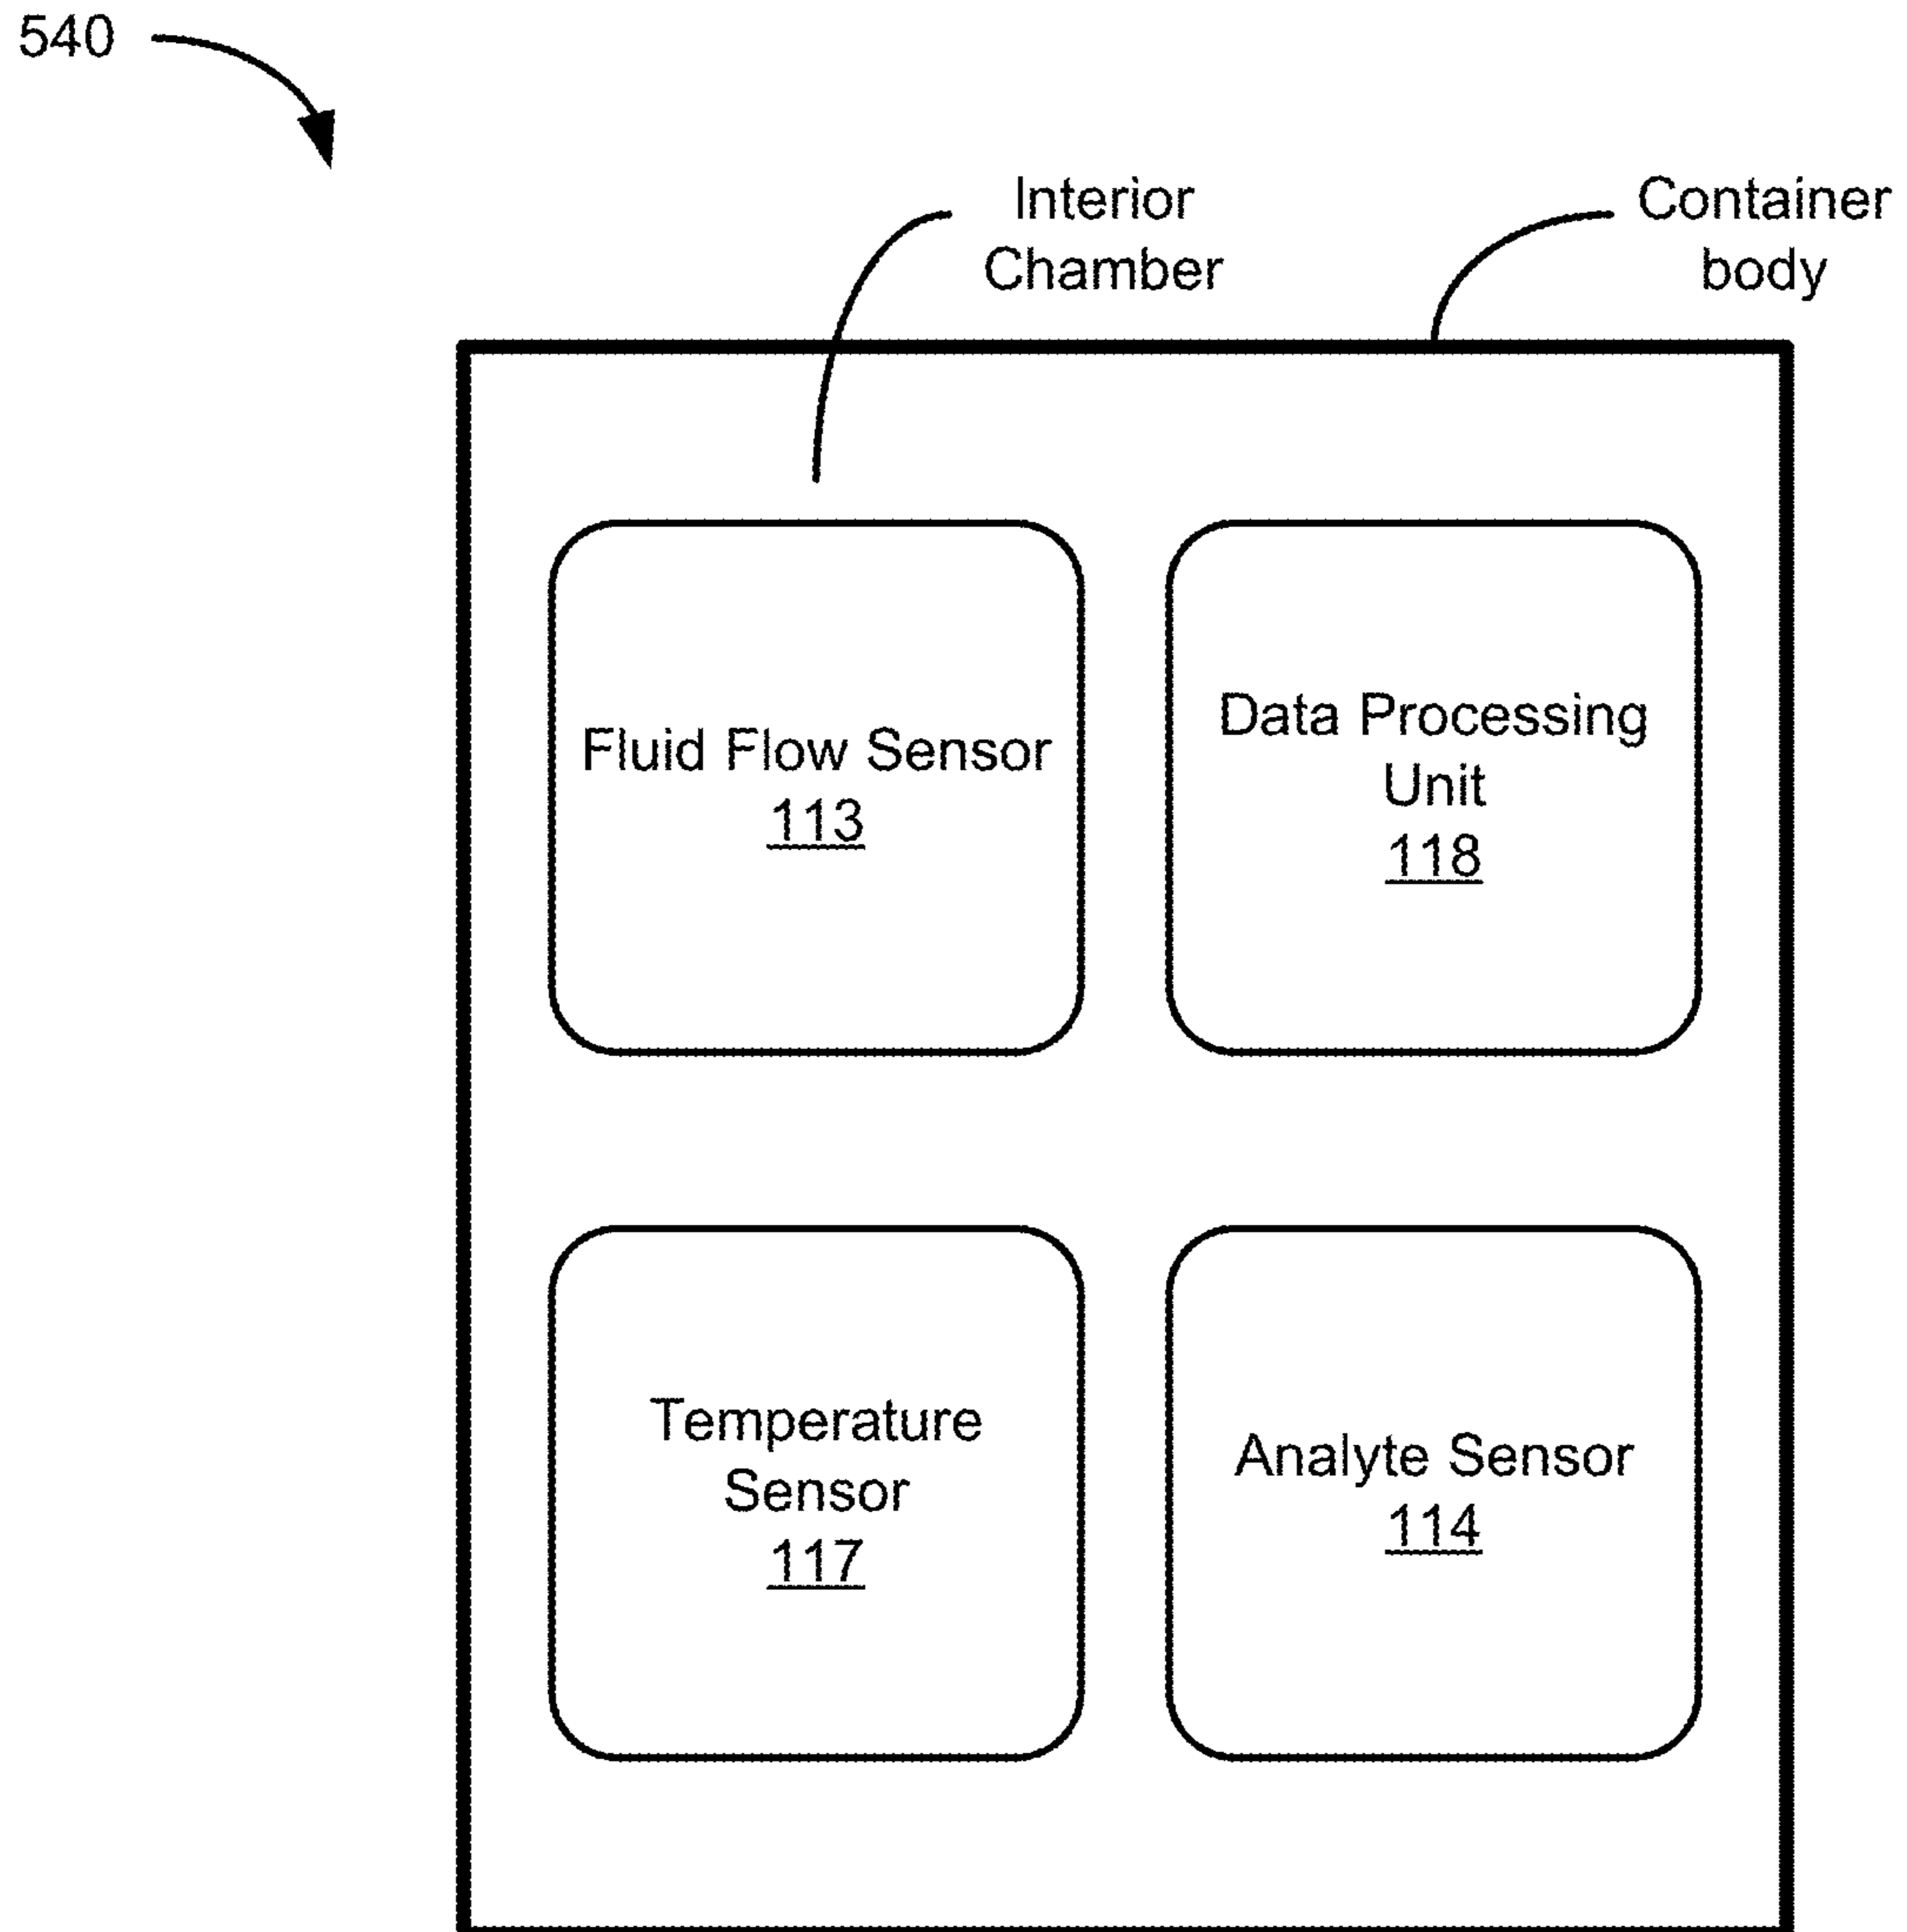 540
Interior
Chamber
Container
body
Fluid Flow Sensor
113
Data Processing
Unit
118
Temperature
Sensor
117
Analyte Sensor
114